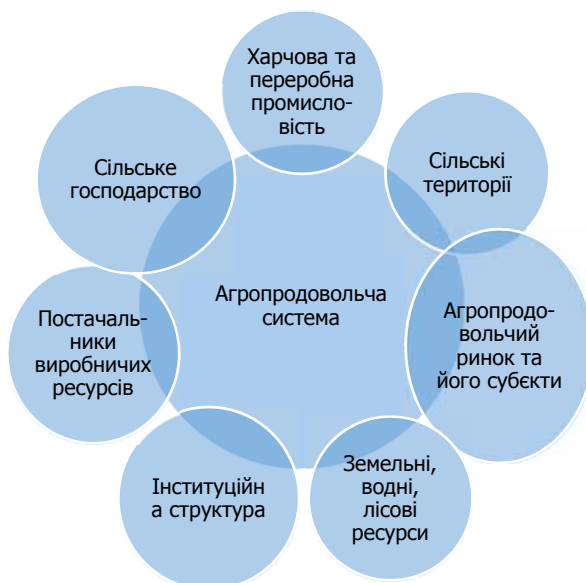 Харчова та
переробна
промисло-
вість
Сільські
території
Агропродо-
вольчий
ринок та
його субєкти
Земельні,
водні,
лісові
ресурси
Інституційн
а структура
Постачаль-
ники
виробничих
ресурсів
Сільське
господарство
Агропродовольча
система